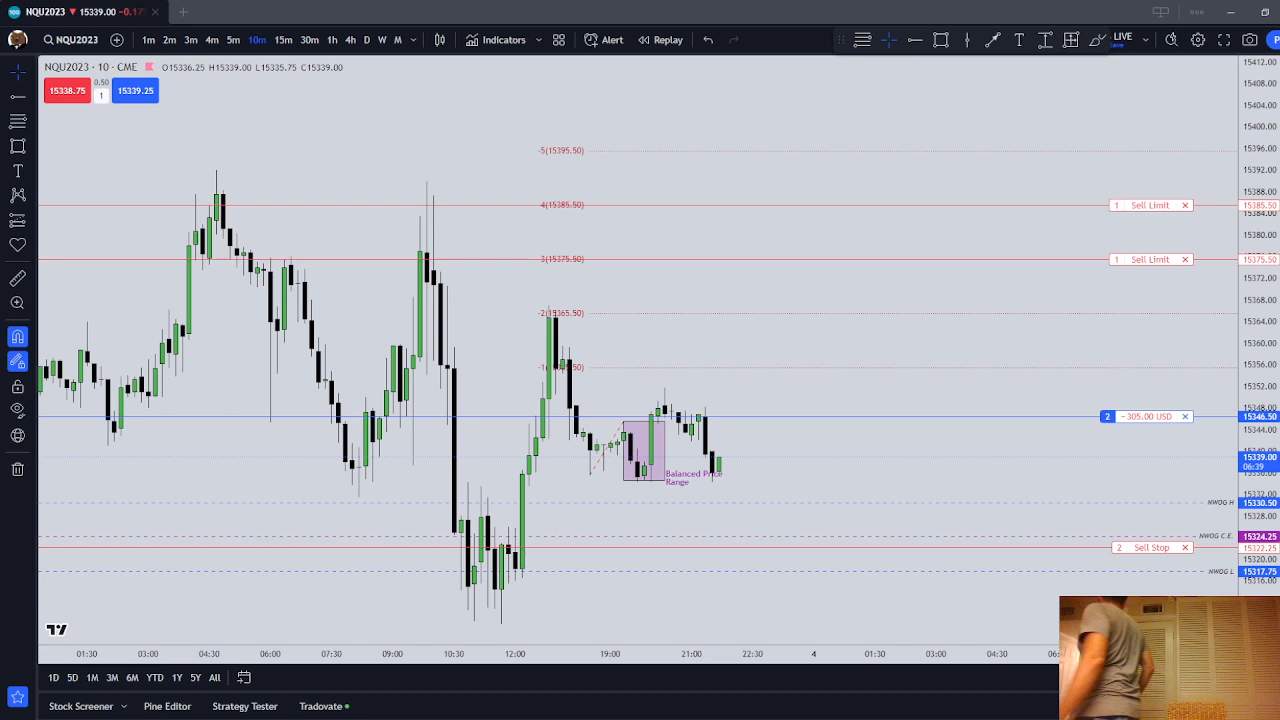 NQU2023 ▼ 15339.00 −0.17
NQU2023 1m 2m 3m 4m 5m 10m 15m 30m 1h 4h D W M Indicators Alert Replay LIVE
Save
NQU2023 · 10 · CME O15336.25 H15339.00 L15335.75 C15339.00
15338.75 0.50 1 15339.25
15412.00
15408.00
15404.00
15400.00
15396.00
-5(15395.50)
15392.00
15388.00
4(15385.50) 1 Sell Limit 15385.50
15384.00
15380.00
3(15375.50) 1 Sell Limit 15375.50
15372.00
15368.00
-2(15365.50)
15364.00
15360.00
15356.00
15352.00
15348.00
2 −305.00 USD 15346.50
15344.00
15339.00
06:39
Balanced Price
Range
15332.00
NWOG H 15330.50
15328.00
NWOG C.E. 15324.25
2 Sell Stop 15322.25
15320.00
NWOG L 15317.75
15316.00
01:30 03:00 04:30 06:00 07:30 09:00 10:30 12:00 19:00 21:00 22:30 4 01:30 03:00 04:30
1D 5D 1M 3M 6M YTD 1Y 5Y All
Stock Screener Pine Editor Strategy Tester Tradovate